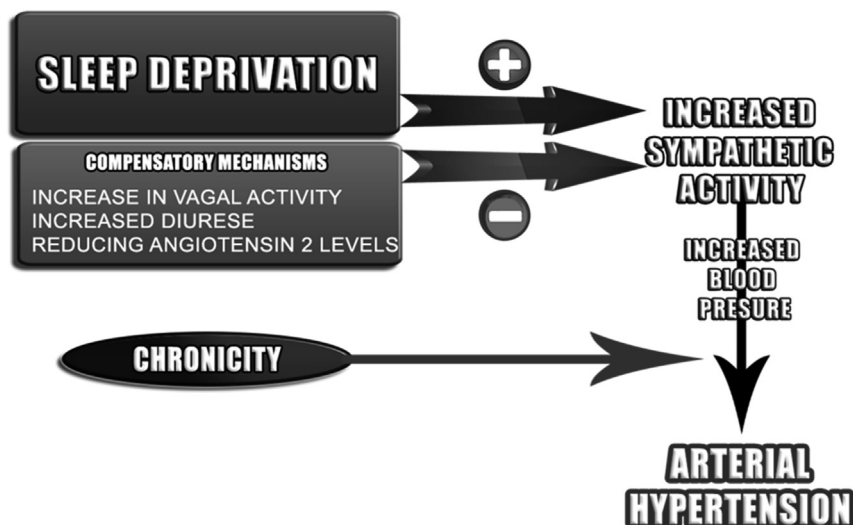 SLEEP DEPRIVATION
COMPENSATORY MECHANISMS
INCREASE IN VAGAL ACTIVITY
INCREASED DIURESE
REDUCING ANGIOTENSIN 2 LEVELS
INCREASED
SYMPATHETIC
ACTIVITY
INCREASED
BLOOD
PRESURE
CHRONICITY
ARTERIAL
HYPERTENSION